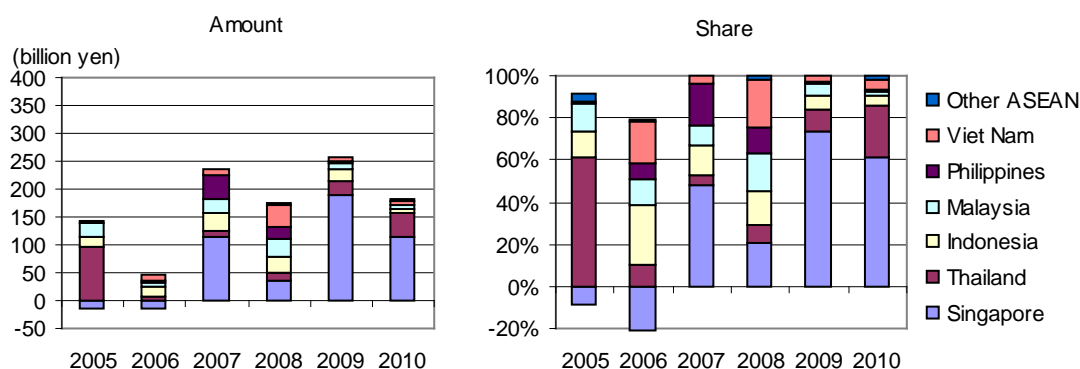 Amount
(billion yen)
400
350
300
250
200
150
100
50
0
-50
2005 2006 2007 2008 2009 2010
Share
100%
80%
60%
40%
20%
0%
-20%
2005 2006 2007 2008 2009 2010
Other ASEAN
Viet Nam
Philippines
Malaysia
Indonesia
Thailand
Singapore